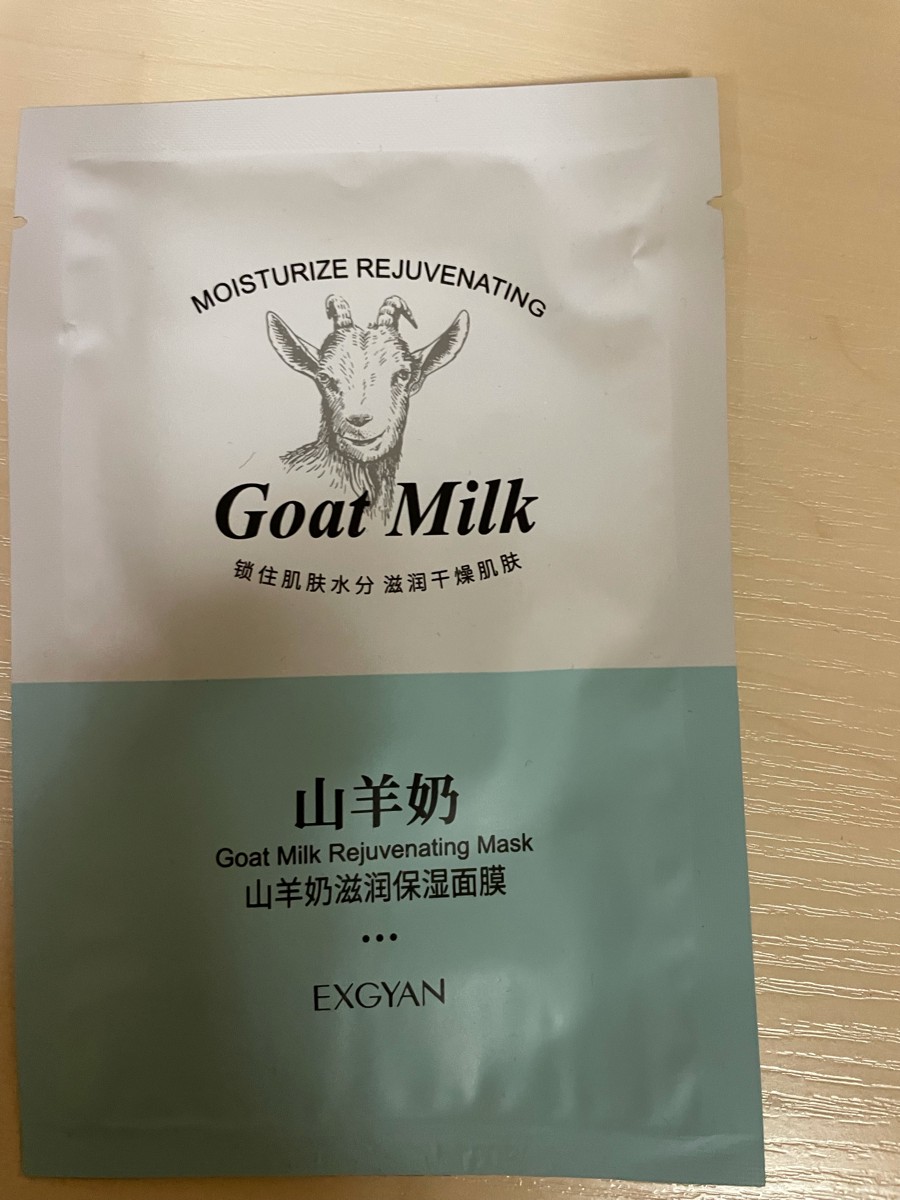 MOISTURIZE REJUVENATING
Goat Milk
锁住肌肤水分 滋润干燥肌肤
山羊奶
Goat Milk Rejuvenating Mask
山羊奶滋润保湿面膜
•••
EXGYAN